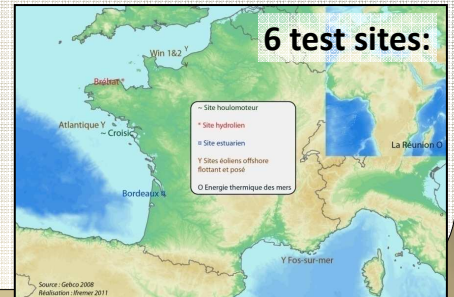 6 test sites:
Win 1&2 Y
Bréhat *
~ Site houlomoteur
* Site hydrolien
¤ Site estuarien
Y Sites éoliens offshore
flottant et posé
O Energie thermique des mers
Atlantique Y
~ Croisic
La Réunion O
Bordeaux ¤
Y Fos-sur-mer
Source : Gebco 2008
Réalisation : Ifremer 2011